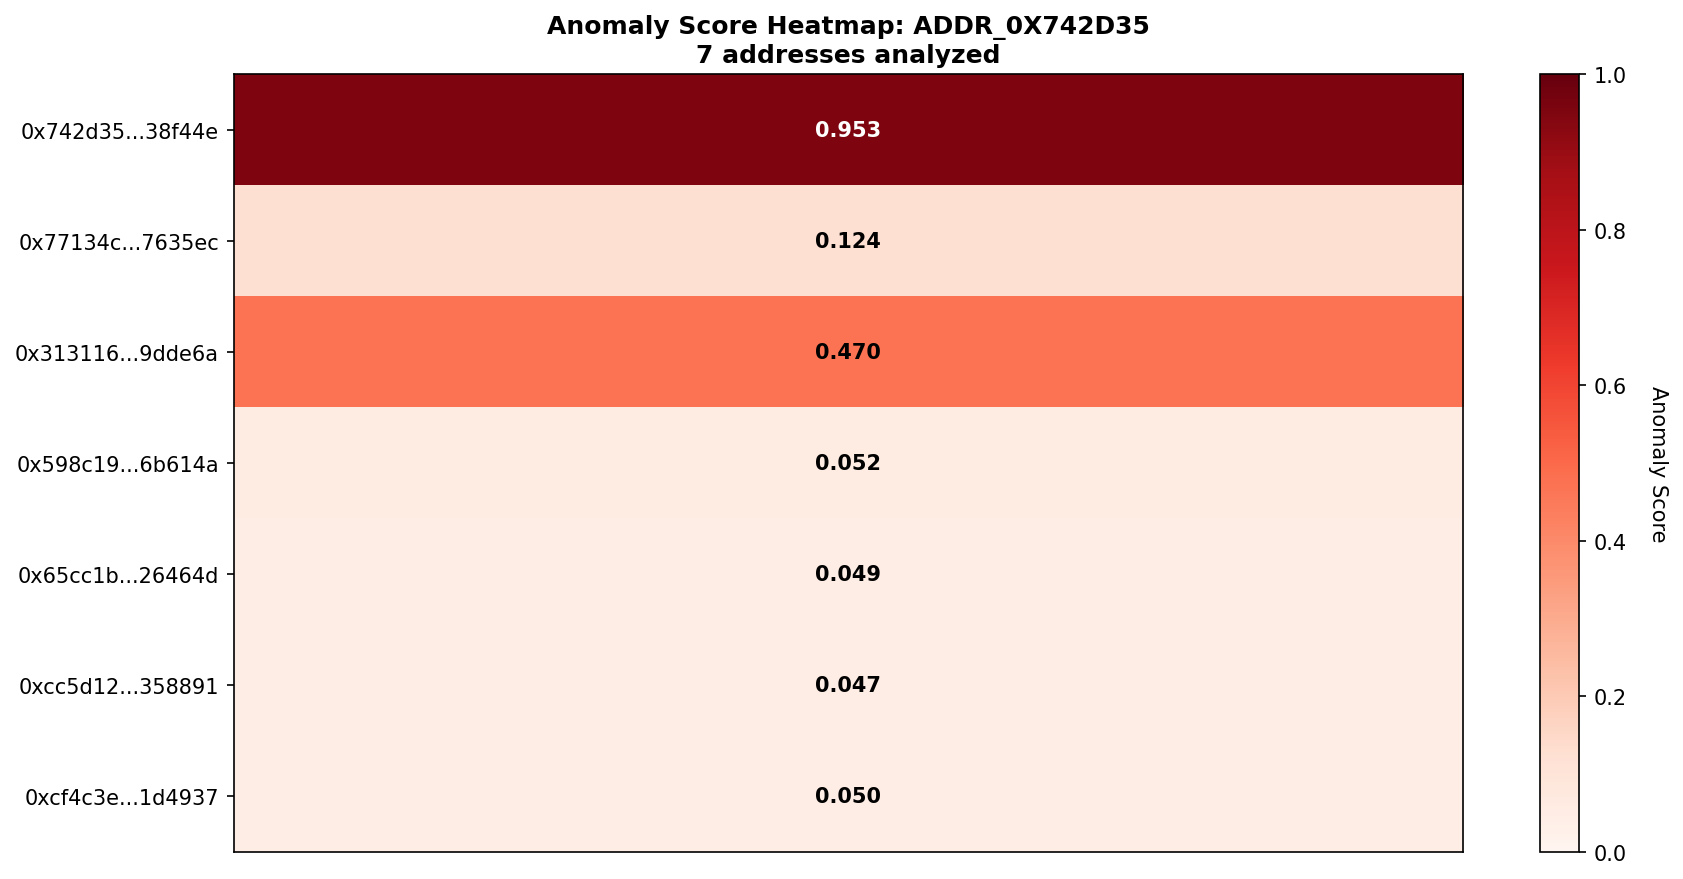 Anomaly Score Heatmap: ADDR_0X742D35
7 addresses analyzed
0x742d35...38f44e
0.953
0x77134c...7635ec
0.124
0x313116...9dde6a
0.470
0x598c19...6b614a
0.052
0x65cc1b...26464d
0.049
0xcc5d12...358891
0.047
0xcf4c3e...1d4937
0.050
1.0
0.8
0.6
0.4
0.2
0.0
Anomaly Score